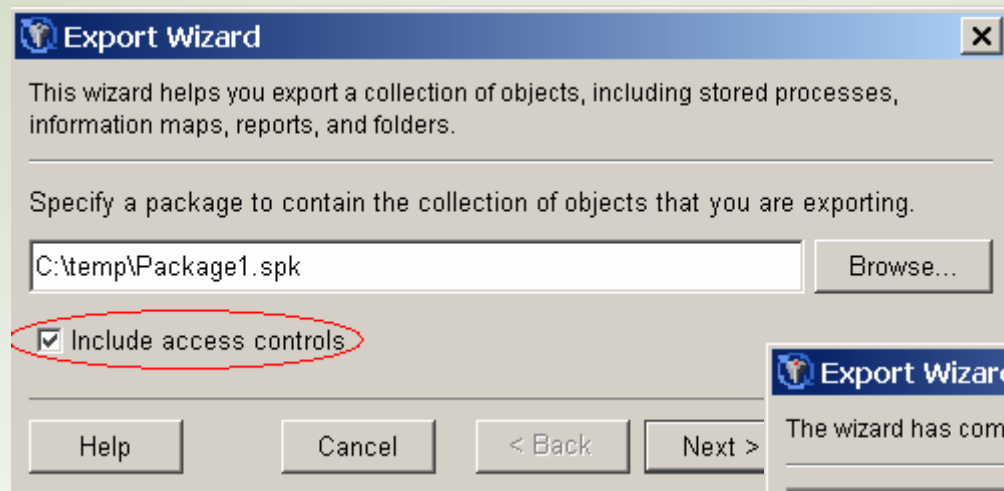 Export Wizard
This wizard helps you export a collection of objects, including stored processes,
information maps, reports, and folders.
Specify a package to contain the collection of objects that you are exporting.
C:\temp\Package1.spk
Browse...
Include access controls
Help
Cancel
< Back
Next >
Export
The wizard has